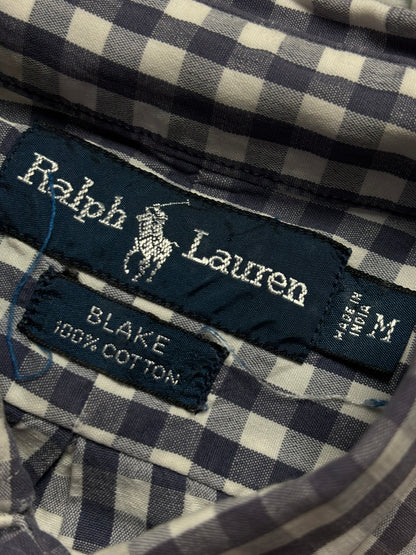 Ralph Lauren
MADE IN
INDIA
M
BLAKE
100% COTTON